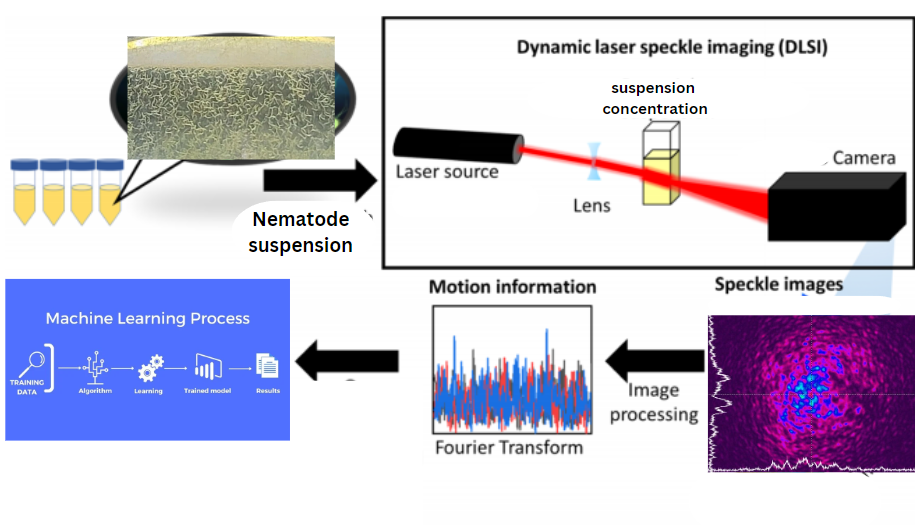 Dynamic laser speckle imaging (DLSI)
suspension
concentration
Laser source
Lens
Camera
Nematode
suspension
Speckle images
Motion information
Image
processing
Fourier Transform
Machine Learning Process
TRAINING
DATA
Algorithm
Learning
Trained model
Results